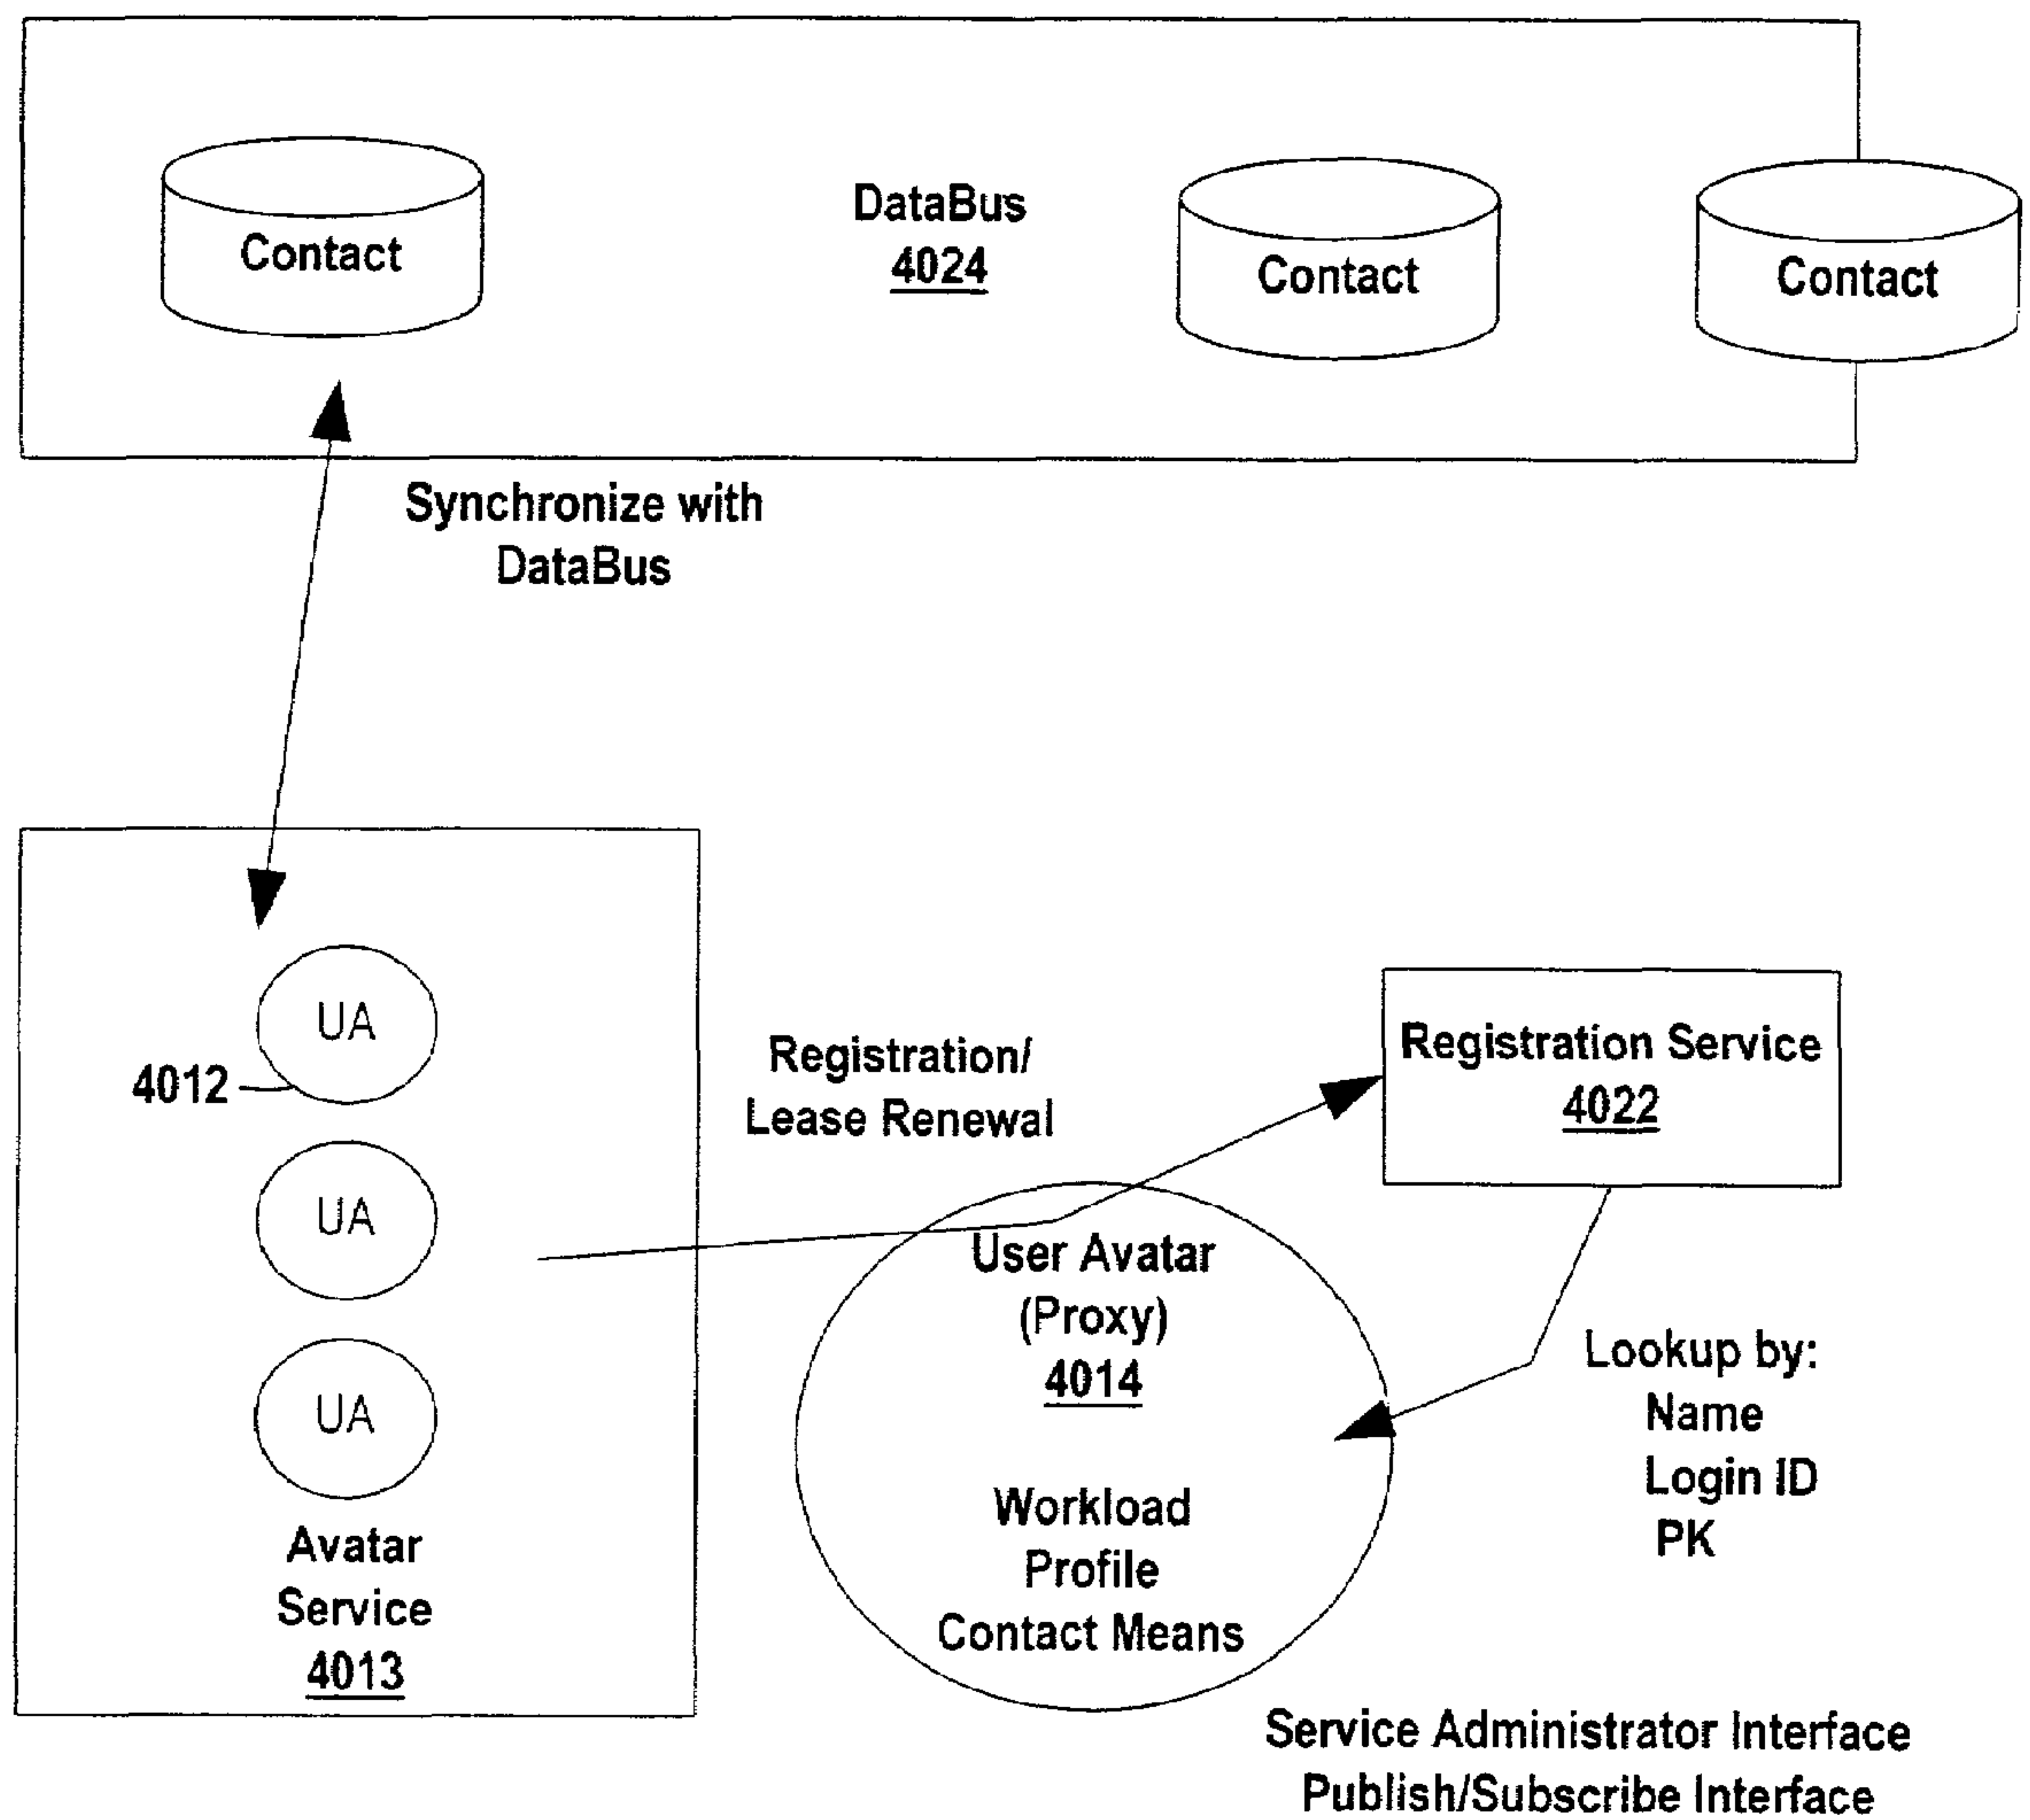 DataBus
4024
Contact
Contact
Contact
Synchronize with
DataBus
UA
4012
UA
UA
Avatar
Service
4013
Registration/
Lease Renewal
Registration Service
4022
User Avatar
(Proxy)
4014
Workload
Profile
Contact Means
Lookup by:
Name
Login ID
PK
Service Administrator Interface
Publish/Subscribe Interface